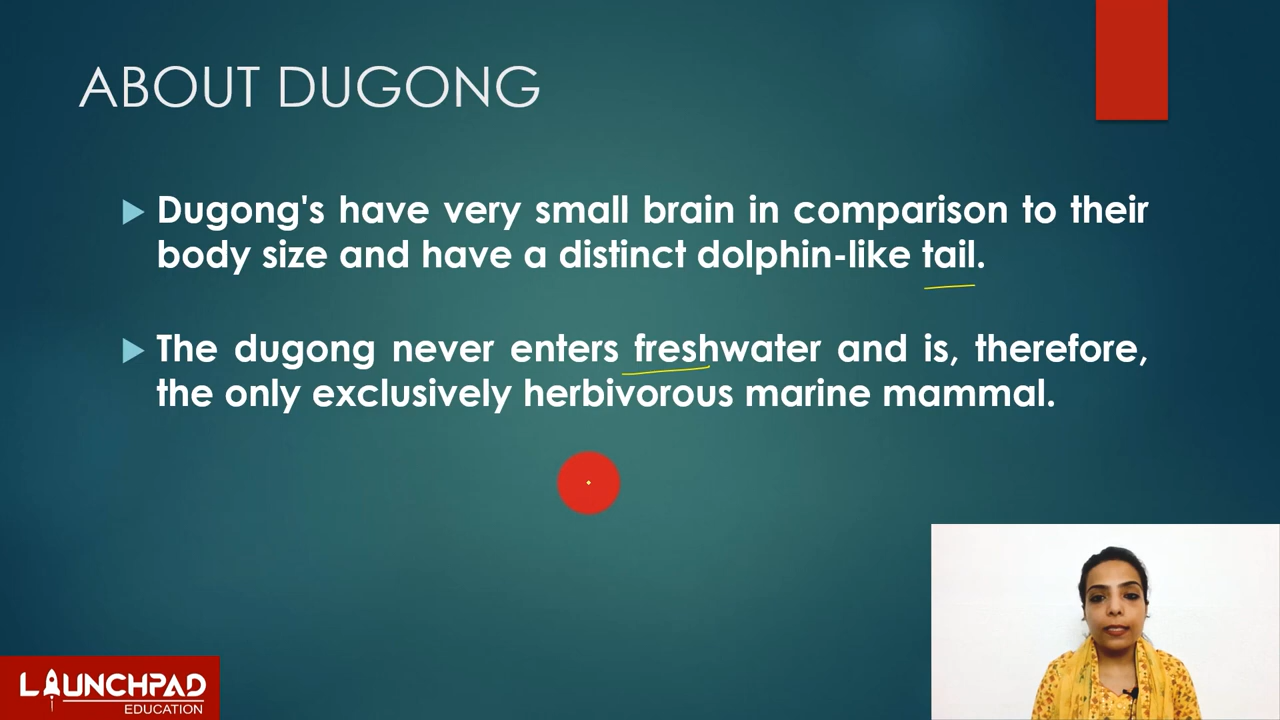 ABOUT DUGONG
Dugong's have very small brain in comparison to their
body size and have a distinct dolphin-like tail.
The dugong never enters freshwater and is, therefore,
the only exclusively herbivorous marine mammal.
LAUNCHPAD
EDUCATION